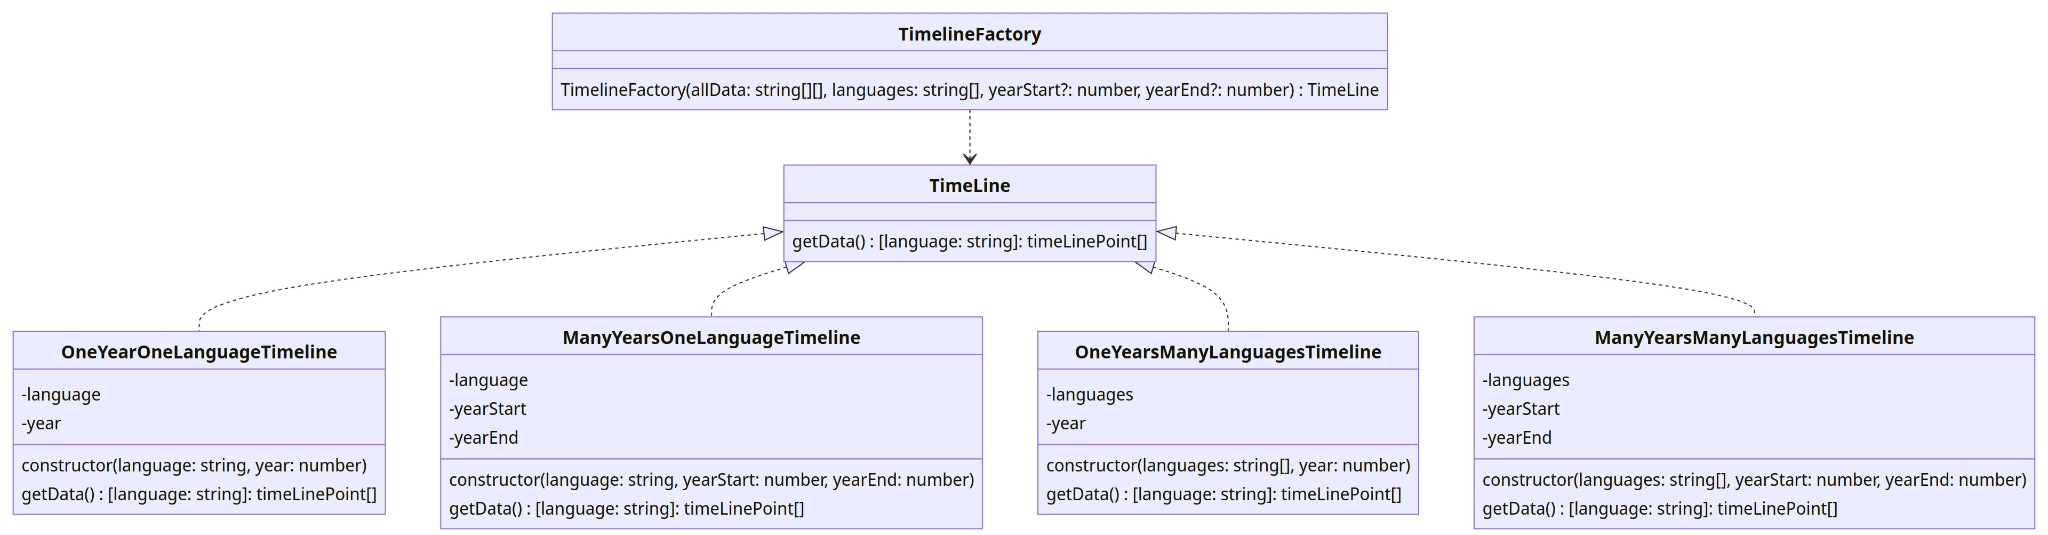 TimelineFactory
TimelineFactory(allData: string[][], languages: string[], yearStart?: number, yearEnd?: number) : TimeLine
TimeLine
getData() : [language: string]: timeLinePoint[]
OneYearOneLanguageTimeline
-language
-year
constructor(language: string, year: number)
getData() : [language: string]: timeLinePoint[]
ManyYearsOneLanguageTimeline
-language
-yearStart
-yearEnd
constructor(language: string, yearStart: number, yearEnd: number)
getData() : [language: string]: timeLinePoint[]
OneYearsManyLanguagesTimeline
-languages
-year
constructor(languages: string[], year: number)
getData() : [language: string]: timeLinePoint[]
ManyYearsManyLanguagesTimeline
-languages
-yearStart
-yearEnd
constructor(languages: string[], yearStart: number, yearEnd: number)
getData() : [language: string]: timeLinePoint[]